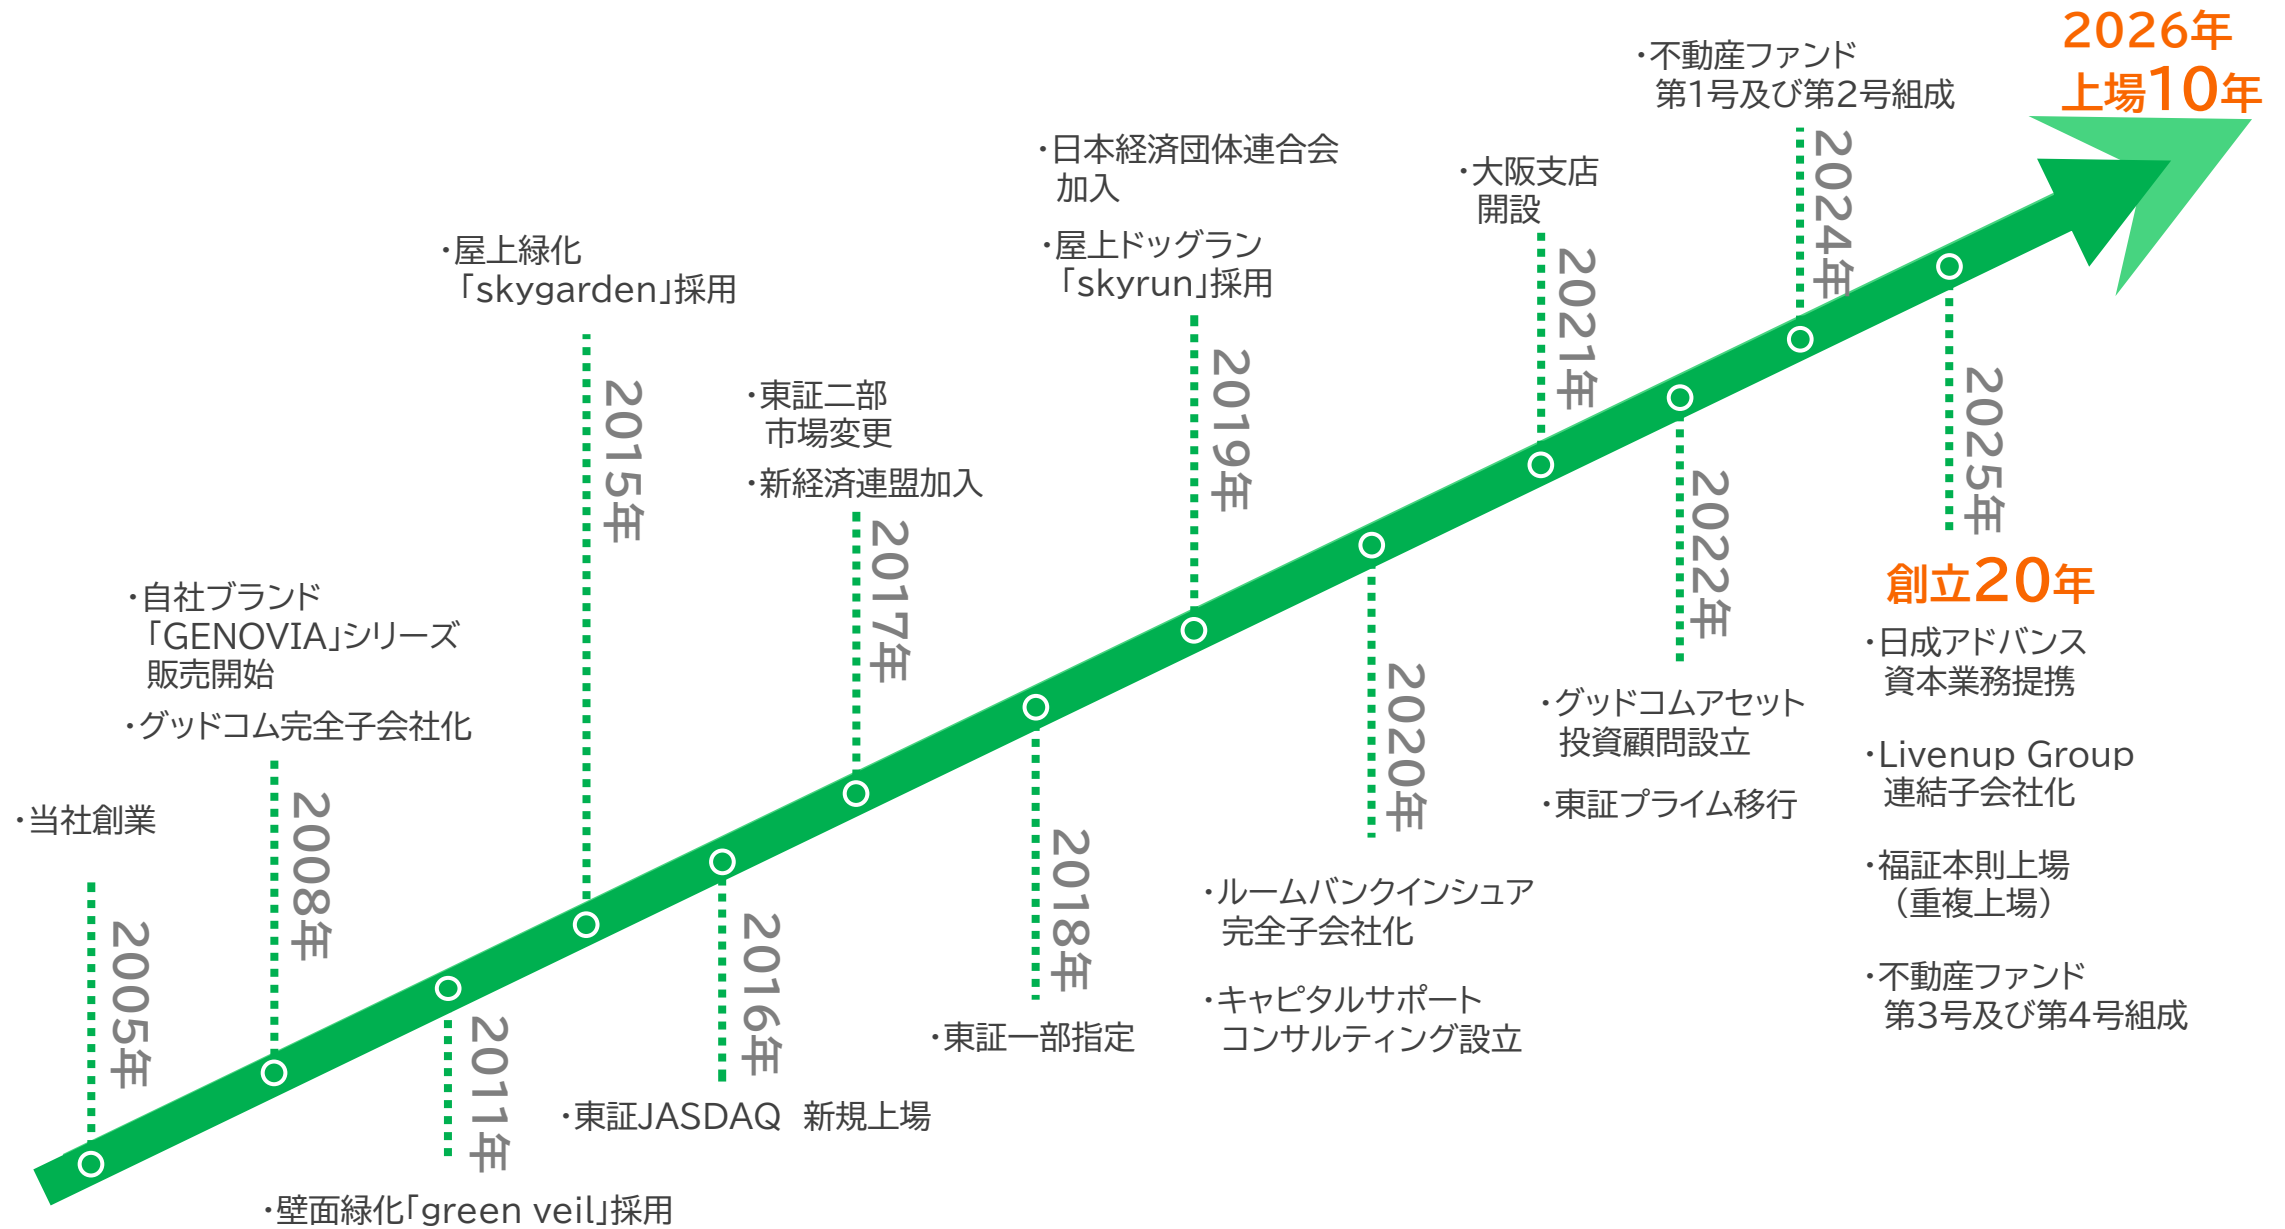 ・当社創業
2005年
・自社ブランド
「GENOVIA」シリーズ
販売開始
・グッドコム完全子会社化
2008年
2011年
・壁面緑化「green veil」採用
・屋上緑化
「skygarden」採用
2015年
2016年
・東証JASDAQ 新規上場
・東証二部
市場変更
・新経済連盟加入
2017年
2018年
・東証一部指定
・日本経済団体連合会
加入
・屋上ドッグラン
「skyrun」採用
2019年
2020年
・ルームバンクインシュア
完全子会社化
・キャピタルサポート
コンサルティング設立
・大阪支店
開設
2021年
2022年
・グッドコムアセット
投資顧問設立
・東証プライム移行
・不動産ファンド
第1号及び第2号組成
2024年
2025年
創立20年
・日成アドバンス
資本業務提携
・Livenup Group
連結子会社化
・福証本則上場
（重複上場）
・不動産ファンド
第3号及び第4号組成
2026年
上場10年